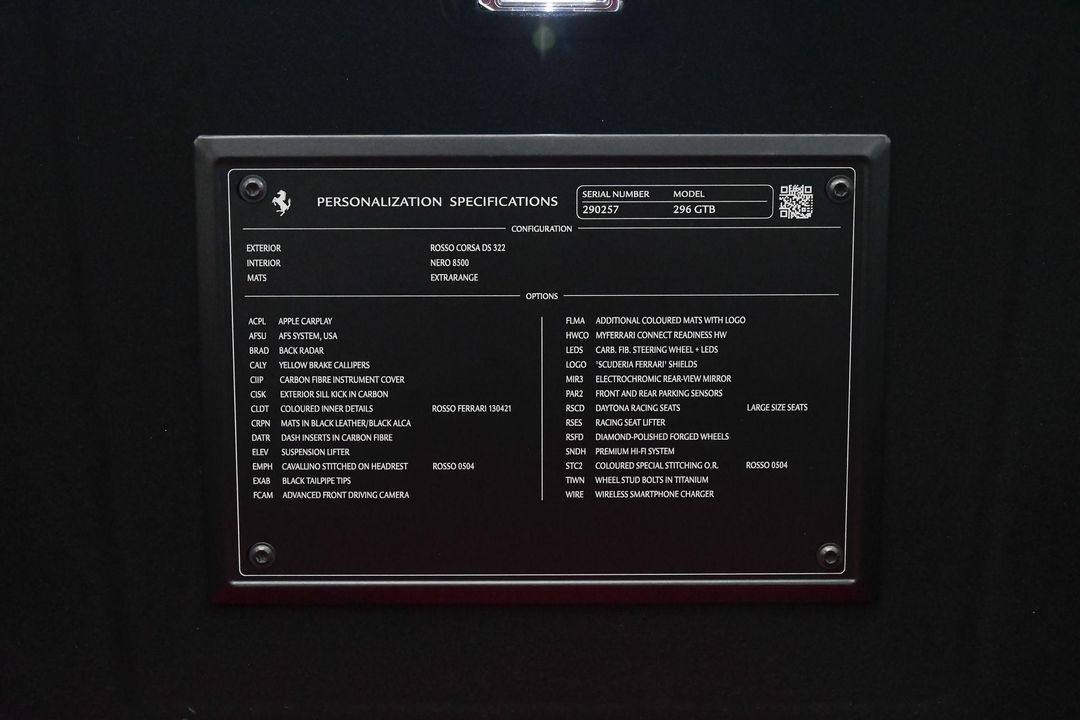 PERSONALIZATION SPECIFICATIONS
SERIAL NUMBER MODEL
290257 296 GTB
CONFIGURATION
EXTERIOR ROSSO CORSA DS 322
INTERIOR NERO 8500
MATS EXTRARANGE
OPTIONS
ACPL APPLE CARPLAY
AFSU AFS SYSTEM, USA
BRAD BACK RADAR
CALY YELLOW BRAKE CALLIPERS
CIIP CARBON FIBRE INSTRUMENT COVER
CISK EXTERIOR SILL KICK IN CARBON
CLDT COLOURED INNER DETAILS ROSSO FERRARI 130421
CRPN MATS IN BLACK LEATHER/BLACK ALCA
DATR DASH INSERTS IN CARBON FIBRE
ELEV SUSPENSION LIFTER
EMPH CAVALLINO STITCHED ON HEADREST ROSSO 0504
EXAB BLACK TAILPIPE TIPS
FCAM ADVANCED FRONT DRIVING CAMERA
FLMA ADDITIONAL COLOURED MATS WITH LOGO
HWCO MYFERRARI CONNECT READINESS HW
LEDS CARB. FIB. STEERING WHEEL + LEDS
LOGO 'SCUDERIA FERRARI' SHIELDS
MIR3 ELECTROCHROMIC REAR-VIEW MIRROR
PAR2 FRONT AND REAR PARKING SENSORS
RSCD DAYTONA RACING SEATS LARGE SIZE SEATS
RSES RACING SEAT LIFTER
RSFD DIAMOND-POLISHED FORGED WHEELS
SNDH PREMIUM HI-FI SYSTEM
STC2 COLOURED SPECIAL STITCHING O.R. ROSSO 0504
TIWN WHEEL STUD BOLTS IN TITANIUM
WIRE WIRELESS SMARTPHONE CHARGER